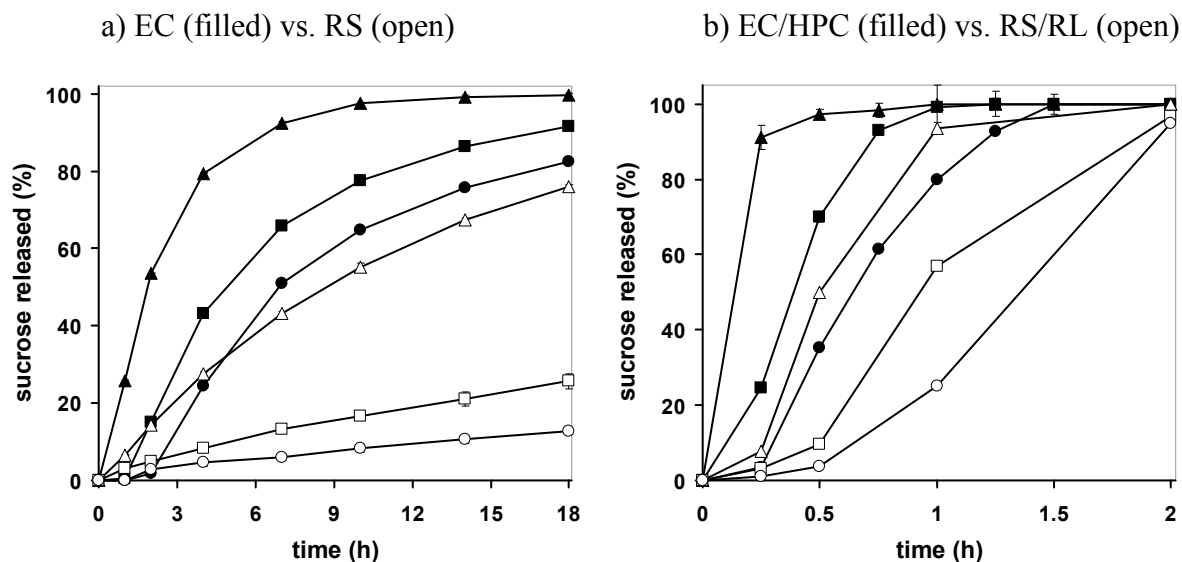 a) EC (filled) vs. RS (open)
b) EC/HPC (filled) vs. RS/RL (open)
sucrose released (%)
100
80
60
40
20
0
0 3 6 9 12 15 18
time (h)
sucrose released (%)
100
80
60
40
20
0
0 0.5 1 1.5 2
time (h)